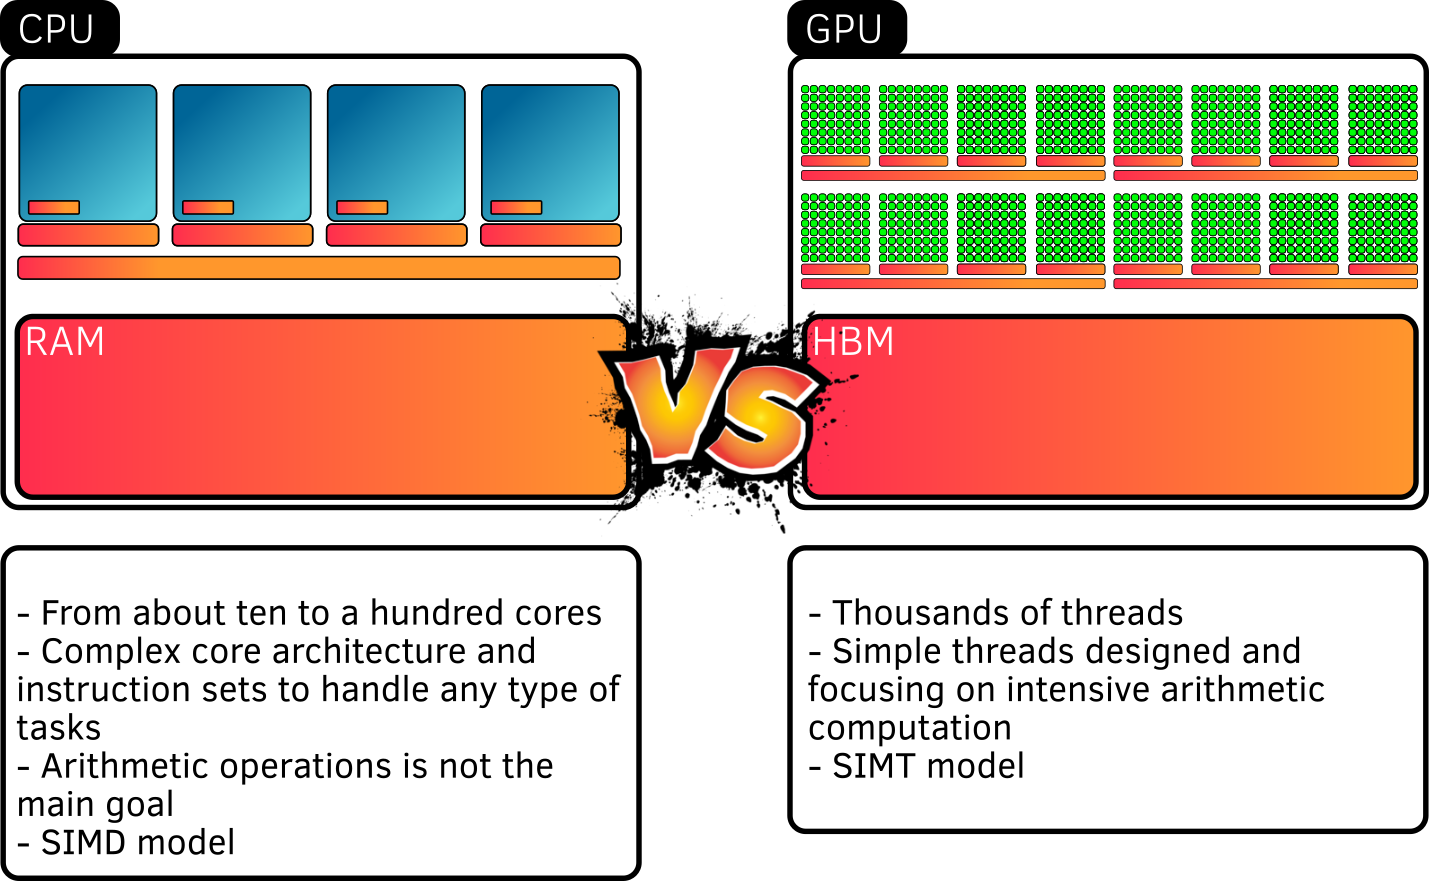 CPU
GPU
RAM
VS
HBM
- From about ten to a hundred cores
- Complex core architecture and
instruction sets to handle any type of
tasks
- Arithmetic operations is not the
main goal
- SIMD model
- Thousands of threads
- Simple threads designed and
focusing on intensive arithmetic
computation
- SIMT model